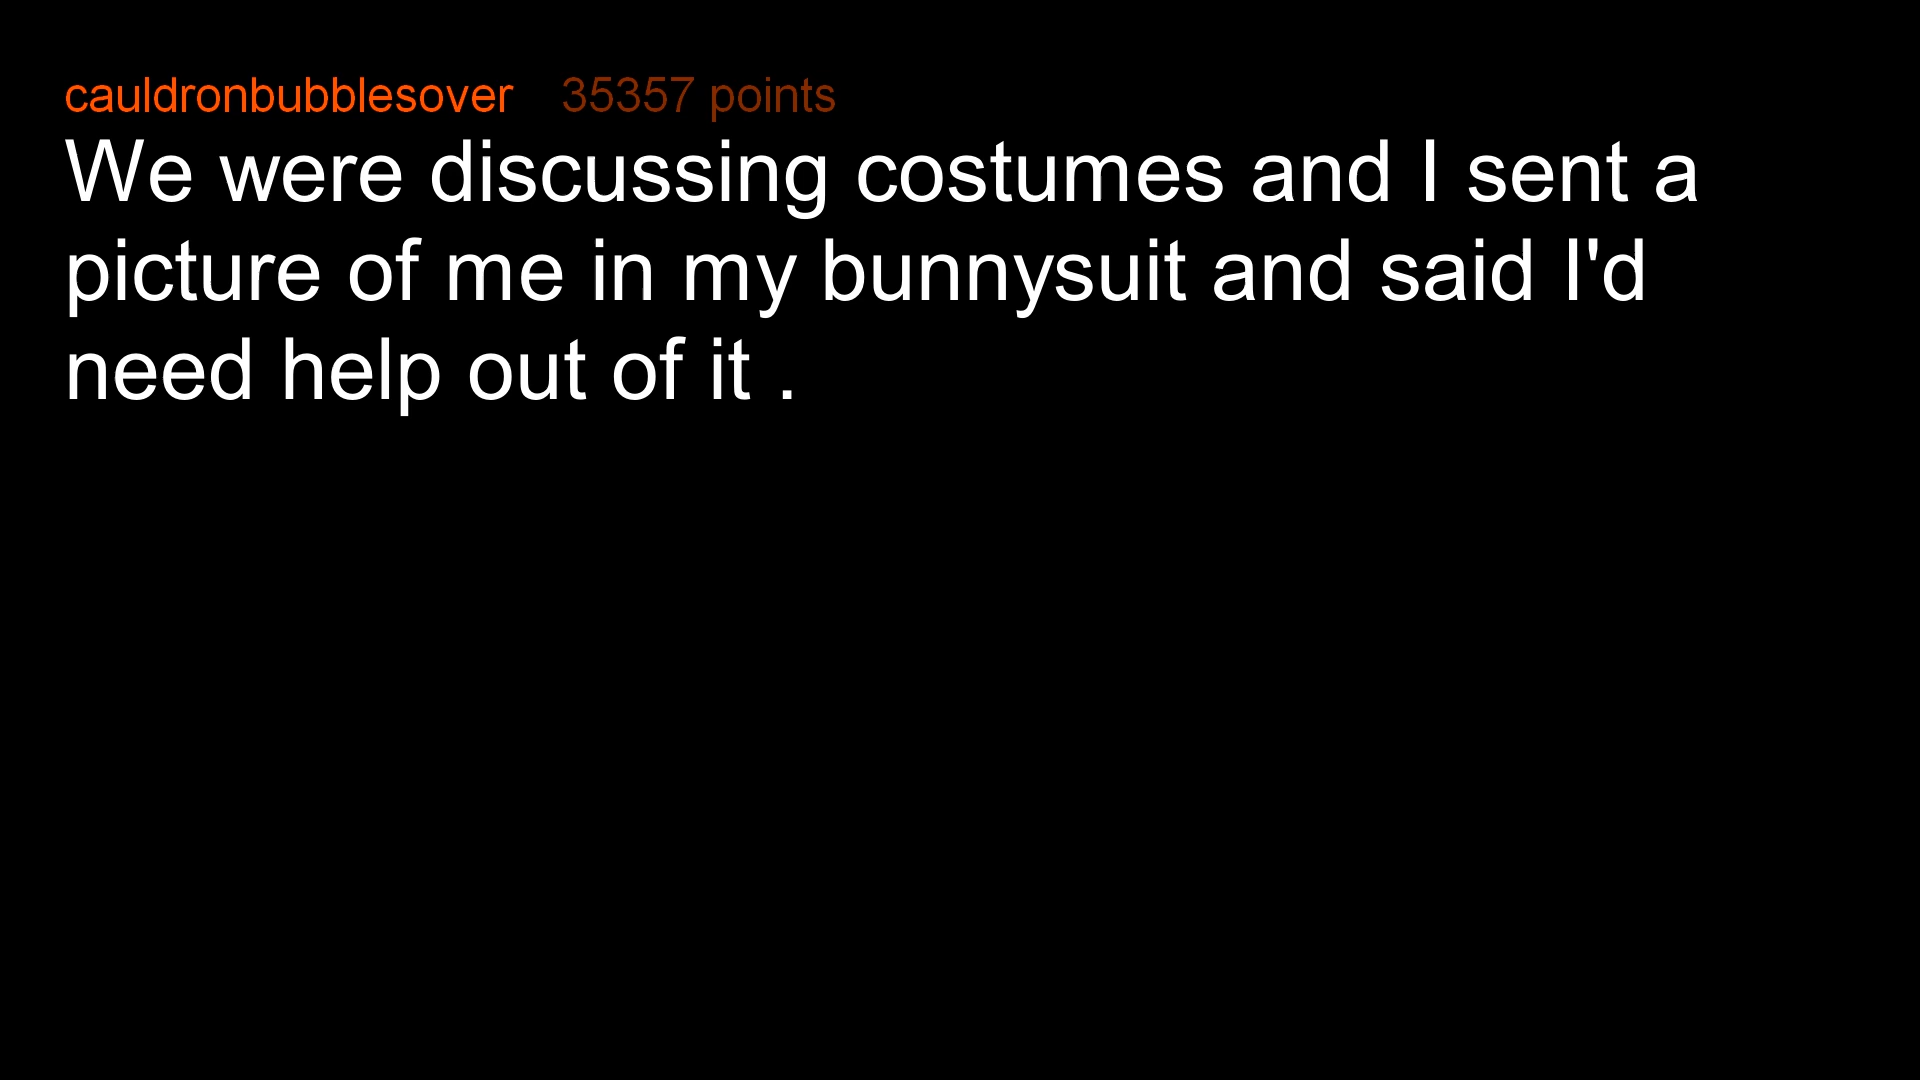 cauldronbubblesover 35357 points
We were discussing costumes and I sent a
picture of me in my bunnysuit and said I'd
need help out of it .